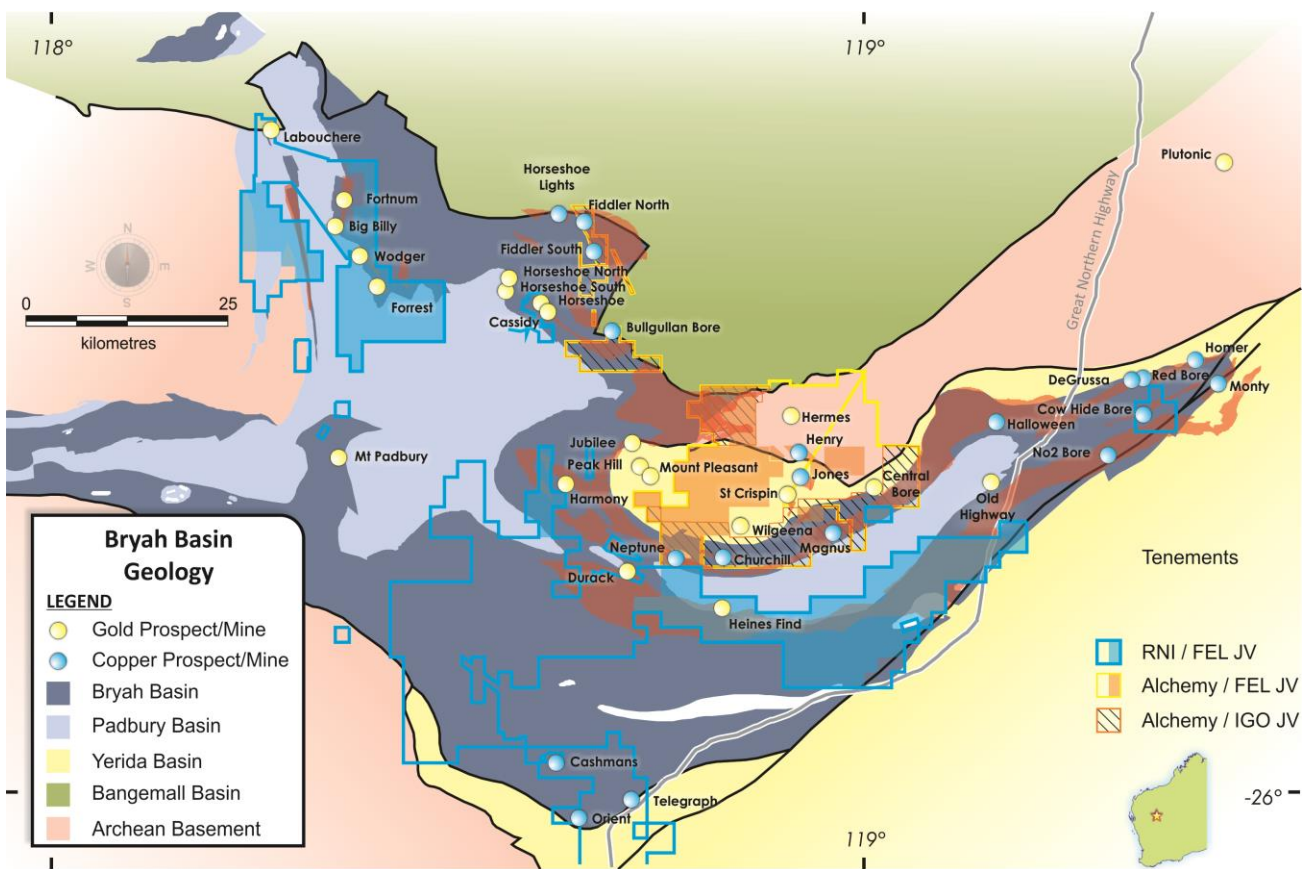 118°
119°
Plutonic
Labouchere
Horseshoe
Lights
Fiddler North
Fortnum
Big Billy
Fiddler South
Wodger
Great Northern Highway
N
W
E
S
Horseshoe North
Horseshoe South
Horseshoe
Forrest
Cassidy
0
25
kilometres
Bullgullan Bore
Homer
DeGrussa
Red Bore
Monty
Cow Hide Bore
Hermes
Halloween
Jubilee
Henry
Mt Padbury
Peak Hill
Mount Pleasant
Jones
No2 Bore
Harmony
St Crispin
Central
Bore
Old
Highway
Wilgeena
Magnus
Neptune
Churchill
Durack
Heines Find
Bryah Basin
Geology
LEGEND
Gold Prospect/Mine
Copper Prospect/Mine
Bryah Basin
Padbury Basin
Yerida Basin
Bangemall Basin
Archean Basement
Tenements
RNI / FEL JV
Alchemy / FEL JV
Alchemy / IGO JV
Cashmans
Telegraph
Orient
-26°
119°